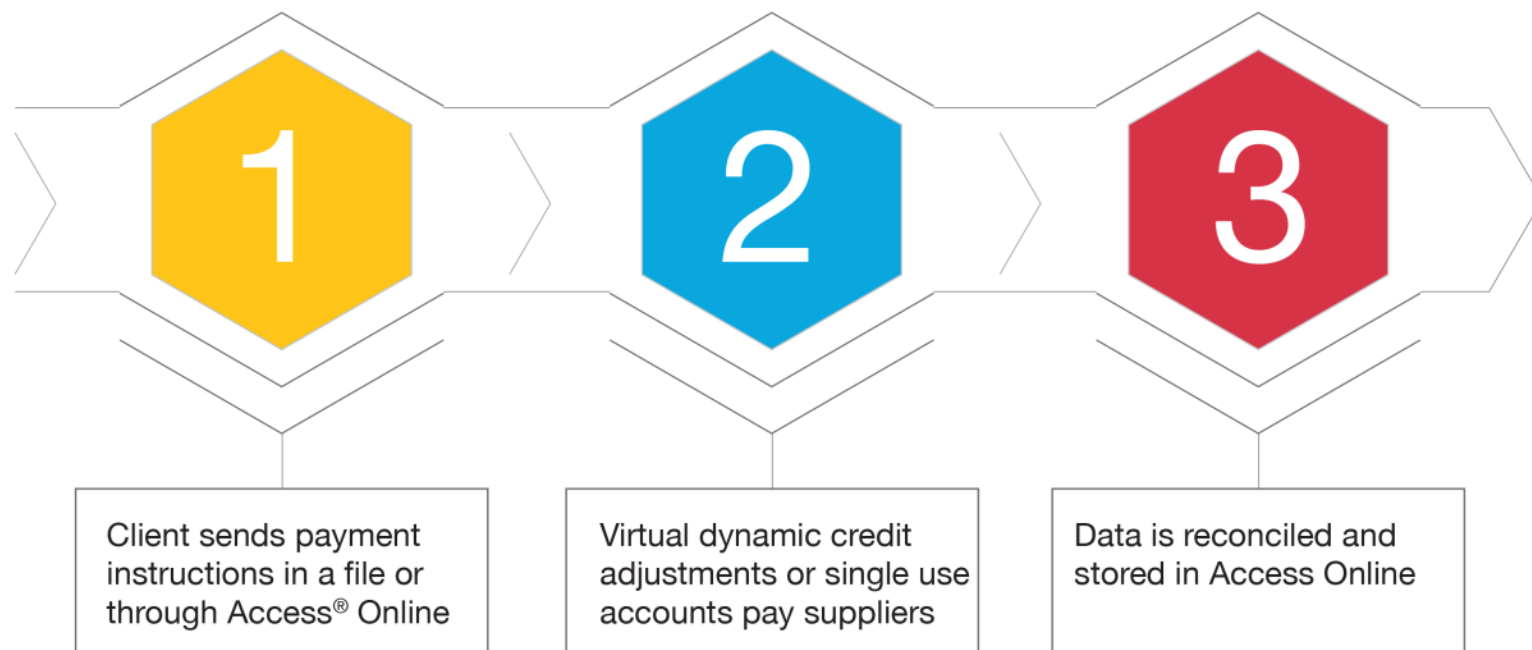 1
2
3
Client sends payment
instructions in a file or
through Access® Online
Virtual dynamic credit
adjustments or single use
accounts pay suppliers
Data is reconciled and
stored in Access Online